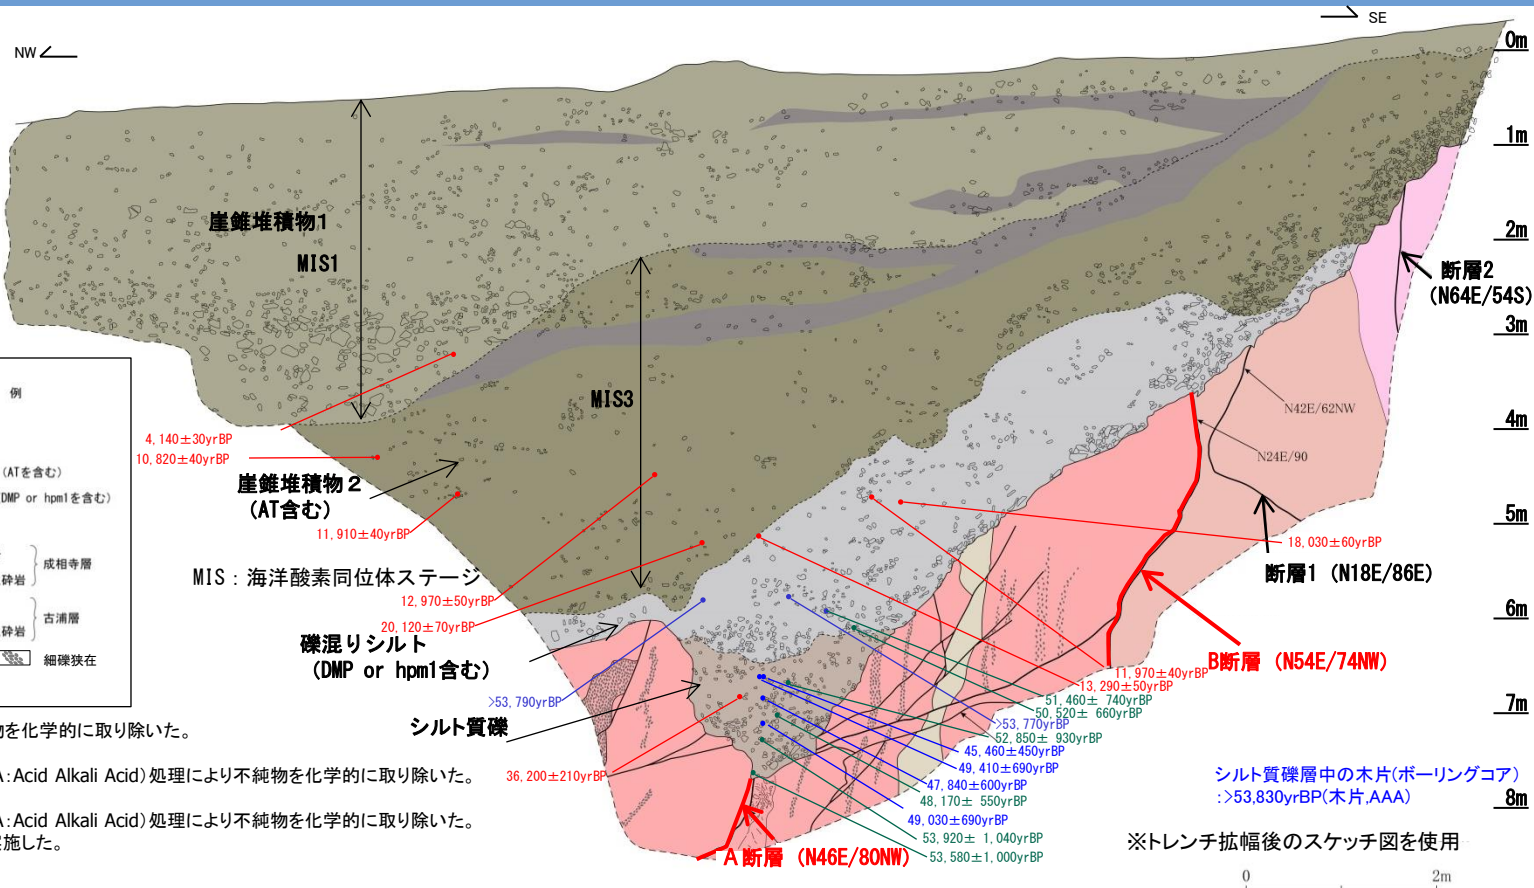 NW
SE
0m
1m
2m
3m
4m
5m
6m
7m
8m
崖錐堆積物1
MIS1
MIS3
断層2
(N64E/54S)
例
(ATを含む)
(DMP or hpm1を含む)
成相寺層
砕岩
古浦層
砕岩
細礫狭在
4,140±30yrBP
10,820±40yrBP
崖錐堆積物2
(AT含む)
11,910±40yrBP
MIS：海洋酸素同位体ステージ
12,970±50yrBP
20,120±70yrBP
礫混りシルト
(DMP or hpm1含む)
>53,790yrBP
シルト質礫
36,200±210yrBP
N42E/62NW
N24E/90
18,030±60yrBP
断層1 (N18E/86E)
B断層 (N54E/74NW)
11,970±40yrBP
13,290±50yrBP
51,460± 740yrBP
50,520± 660yrBP
>53,770yrBP
52,850± 930yrBP
45,460±450yrBP
49,410±690yrBP
47,840±600yrBP
48,170± 550yrBP
49,030±690yrBP
53,920± 1,040yrBP
53,580±1,000yrBP
A断層 (N46E/80NW)
物を化学的に取り除いた。
A:Acid Alkali Acid)処理により不純物を化学的に取り除いた。
A:Acid Alkali Acid)処理により不純物を化学的に取り除いた。
施した。
シルト質礫層中の木片(ボーリングコア)
:>53,830yrBP(木片,AAA)
※トレンチ拡幅後のスケッチ図を使用
0 2m